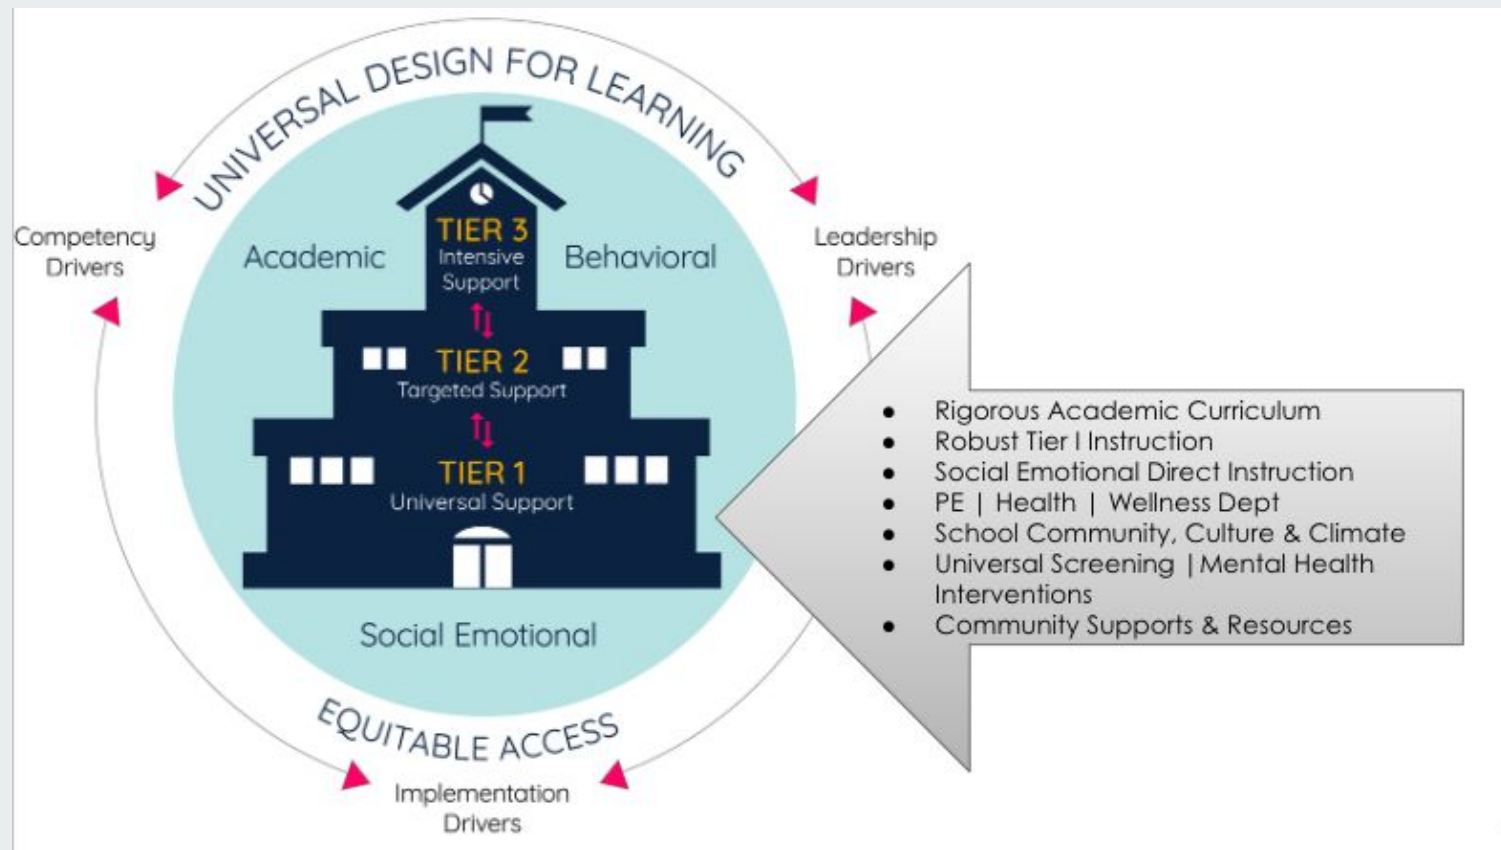 UNIVERSAL DESIGN FOR LEARNING
Competency
Drivers
Leadership
Drivers
Academic
Behavioral
TIER 3
Intensive
Support
TIER 2
Targeted Support
TIER 1
Universal Support
Social Emotional
EQUITABLE ACCESS
Implementation
Drivers
● Rigorous Academic Curriculum
● Robust Tier I Instruction
● Social Emotional Direct Instruction
● PE | Health | Wellness Dept
● School Community, Culture & Climate
● Universal Screening |Mental Health
Interventions
● Community Supports & Resources